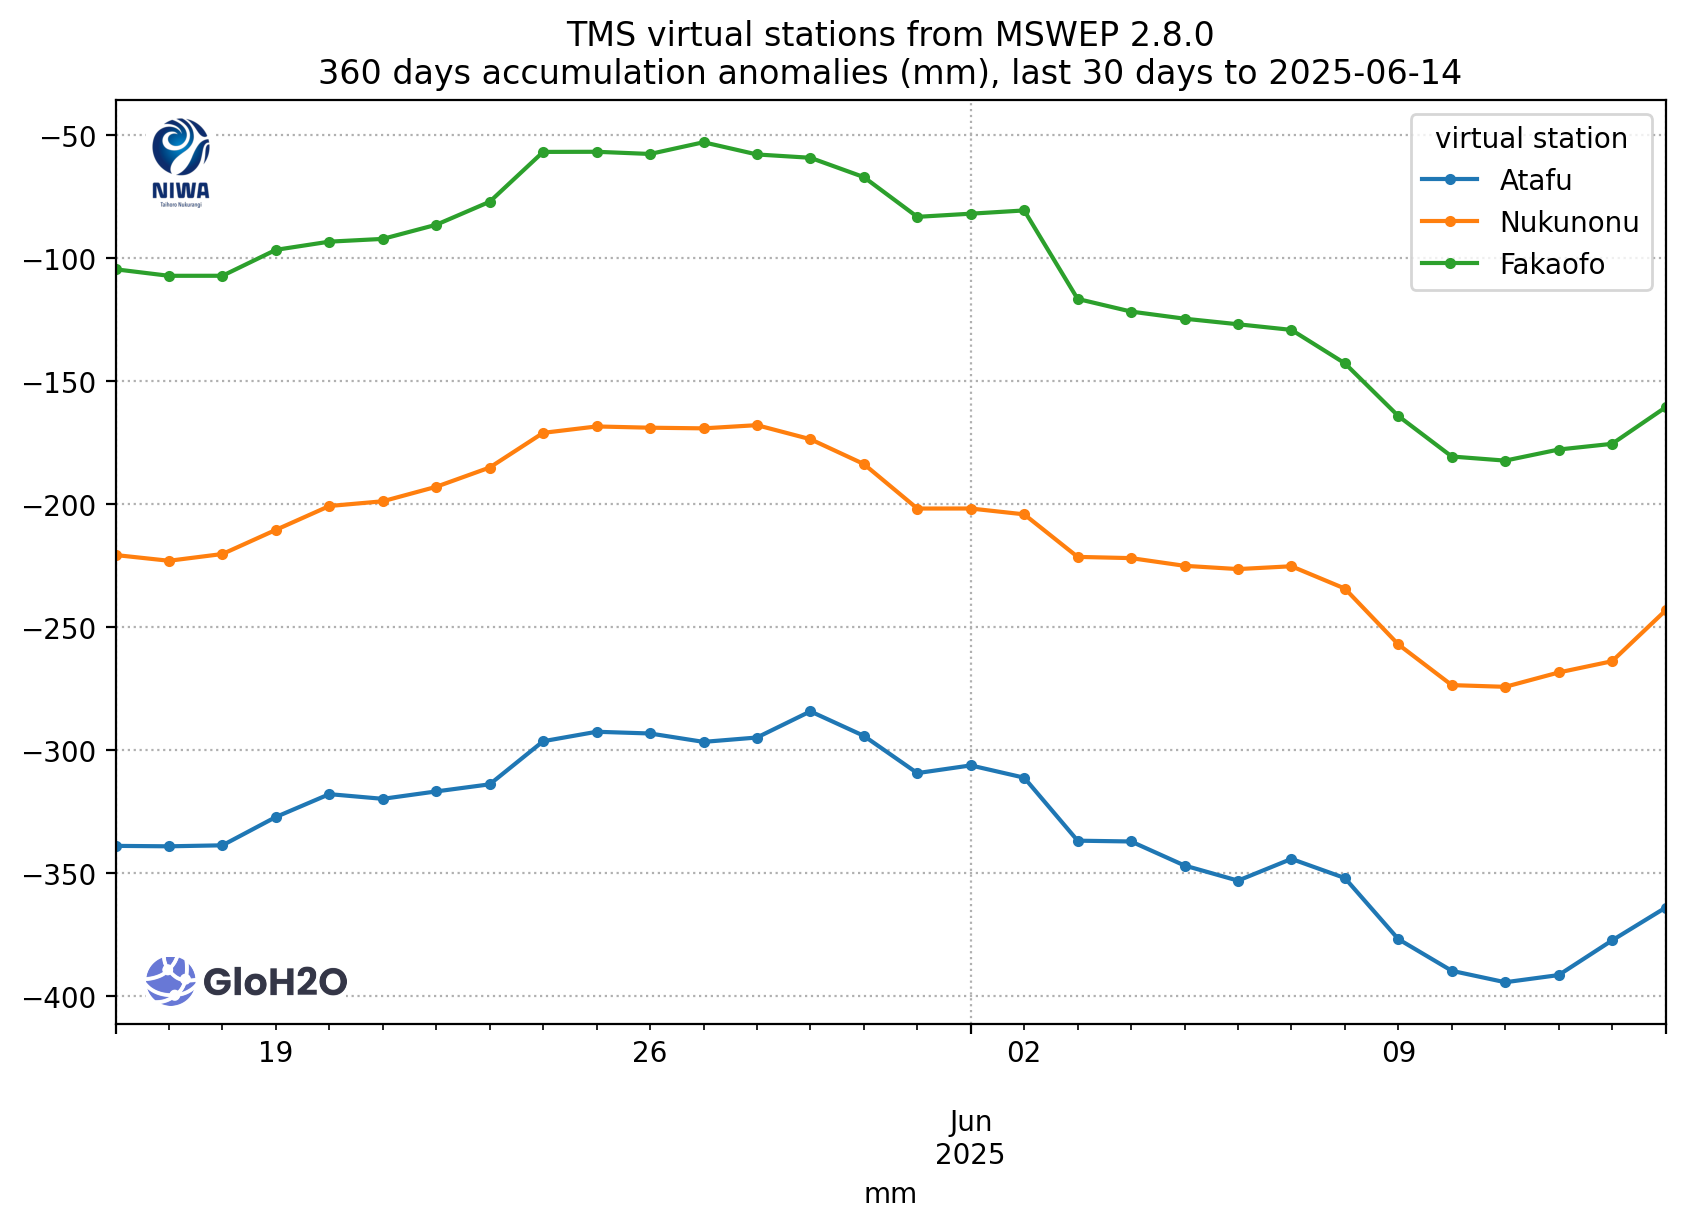 TMS virtual stations from MSWEP 2.8.0
360 days accumulation anomalies (mm), last 30 days to 2025-06-14
−50
−100
−150
−200
−250
−300
−350
−400
NIWA
Taihoro Nukurangi
virtual station
Atafu
Nukunonu
Fakaofo
GloH2O
19 26 02 09
Jun
2025
mm